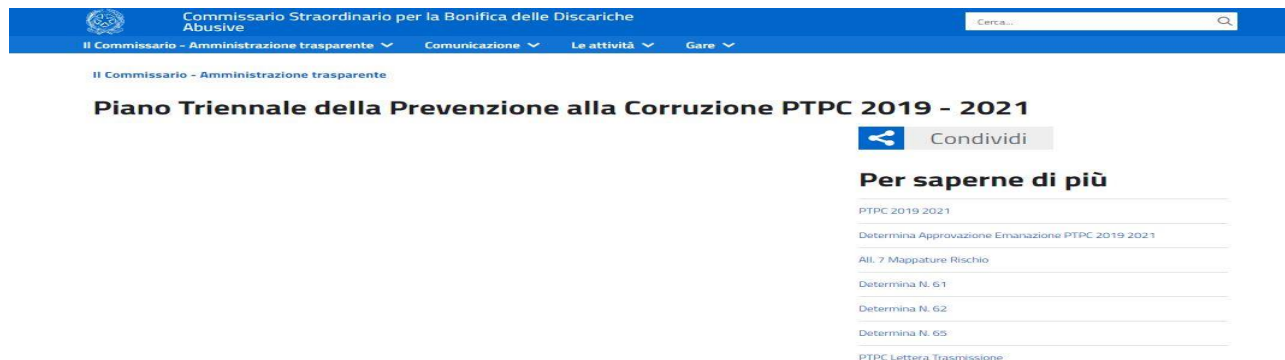 Commissario Straordinario per la Bonifica delle Discariche
Abusive
Cerca...
Il Commissario - Amministrazione trasparente
Comunicazione
Le attività
Gare
Il Commissario - Amministrazione trasparente
Piano Triennale della Prevenzione alla Corruzione PTPC 2019 - 2021
Condividi
Per saperne di più
PTPC 2019 2021
Determina Approvazione Emanazione PTPC 2019 2021
All. 7 Mappature Rischio
Determina N. 61
Determina N. 62
Determina N. 65
PTPC Lettera Trasmissione